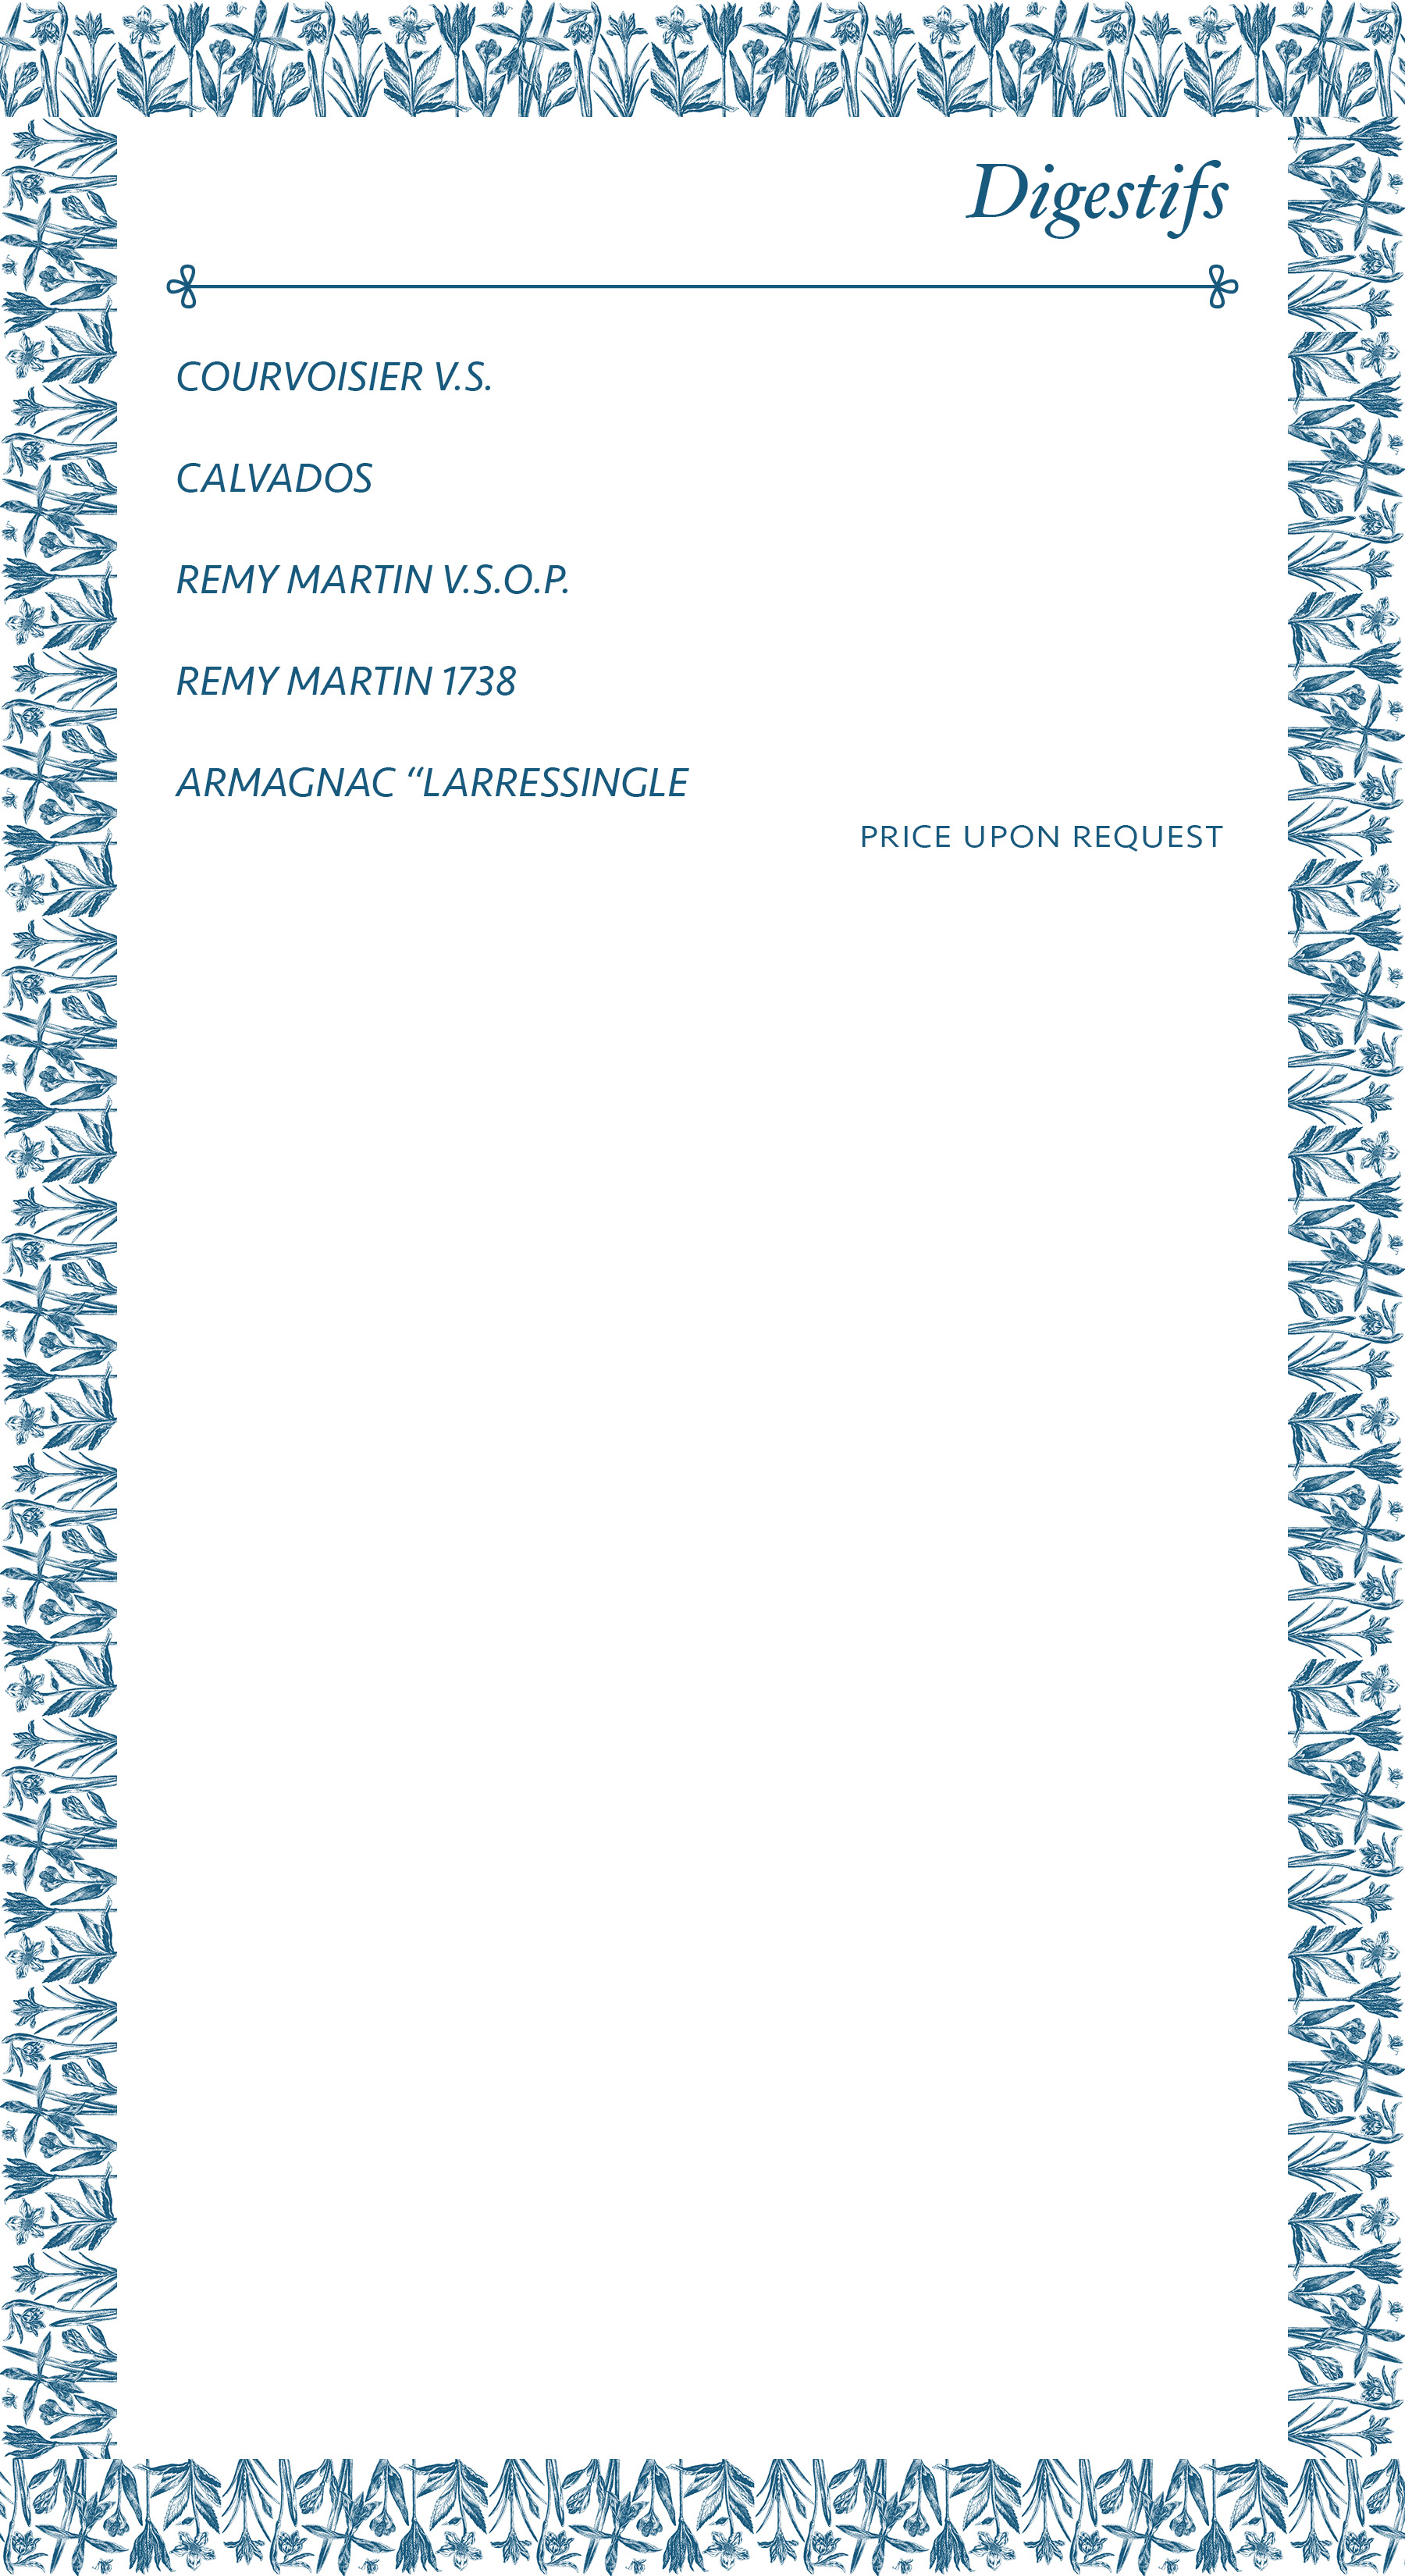 Digestifs
COURVOISIER V.S.
CALVADOS
REMY MARTIN V.S.O.P.
REMY MARTIN 1738
ARMAGNAC “LARRESSINGLE
PRICE UPON REQUEST